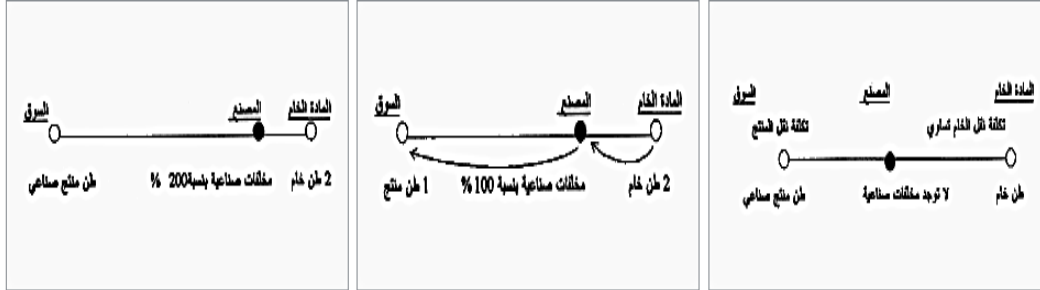 المادة الخام
المصنع
السوق
تكلفة نقل الخام تساوي
تكلفة نقل المنتج
طن خام
لا توجد مخلفات صناعية
طن منتج صناعي
المادة الخام
المصنع
السوق
2 طن خام
مخلفات صناعية بنسبة 100 %
1 طن منتج
المادة الخام
المصنع
السوق
2 طن خام
مخلفات صناعية بنسبة200 %
طن منتج صناعي